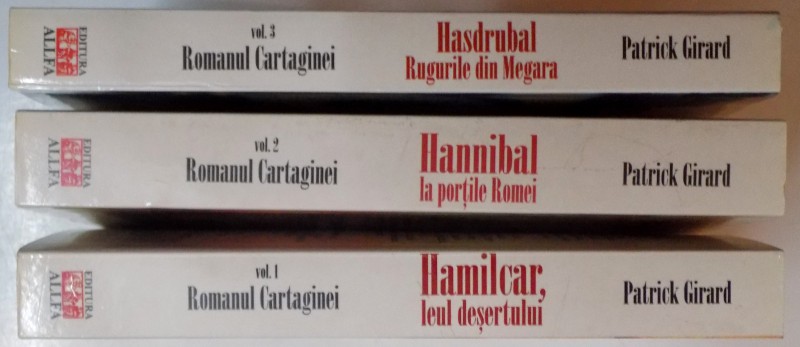 EDITURA
ALLFA
vol. 3
Romanul Cartaginei
Hasdrubal
Rugurile din Megara
Patrick Girard
EDITURA
ALLFA
vol. 2
Romanul Cartaginei
Hannibal
la porțile Romei
Patrick Girard
EDITURA
ALLFA
vol. 1
Romanul Cartaginei
Hamilcar,
leul deșertului
Patrick Girard